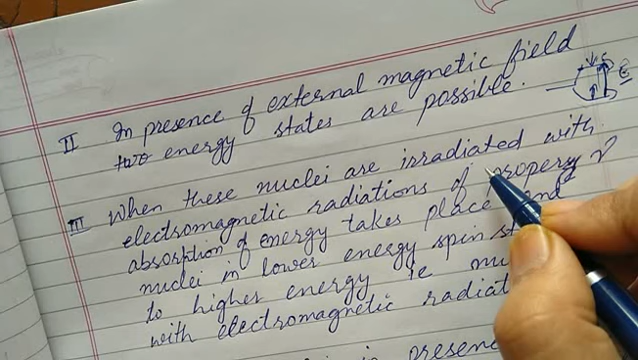 II In presence of external magnetic field
two energy states are possible.
III When these nuclei are irradiated with
electromagnetic radiations of propery ν
absorption of energy takes place and
nuclei in lower energy spin
to higher energy ie
with electromagnetic
presence